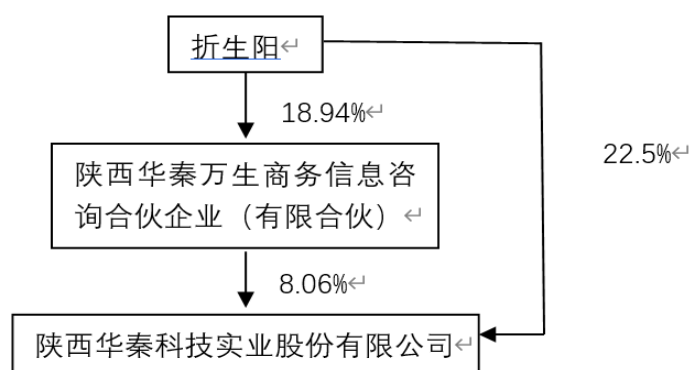 折生阳
18.94%
22.5%
陕西华秦万生商务信息咨
询合伙企业（有限合伙）
8.06%
陕西华秦科技实业股份有限公司